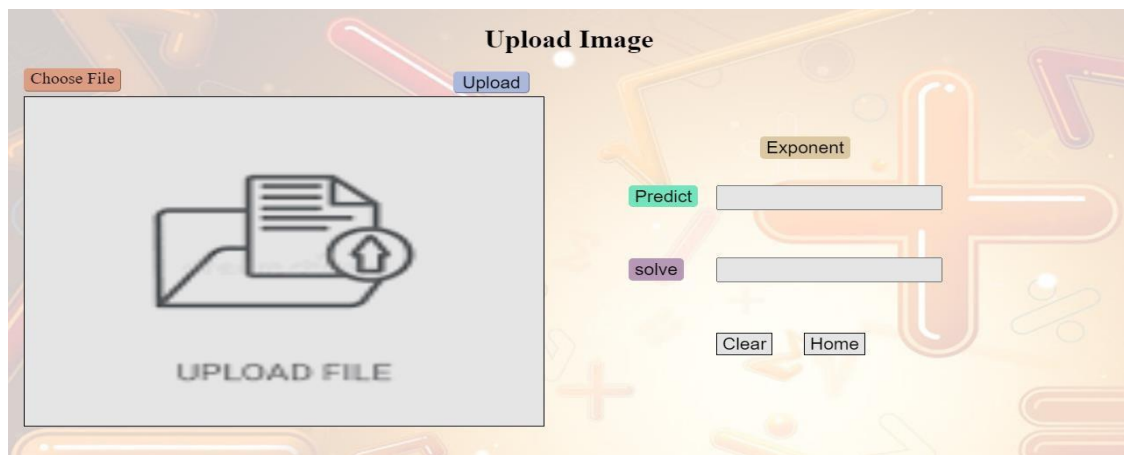 Upload Image
Choose File
Upload
UPLOAD FILE
Exponent
Predict
solve
Clear
Home